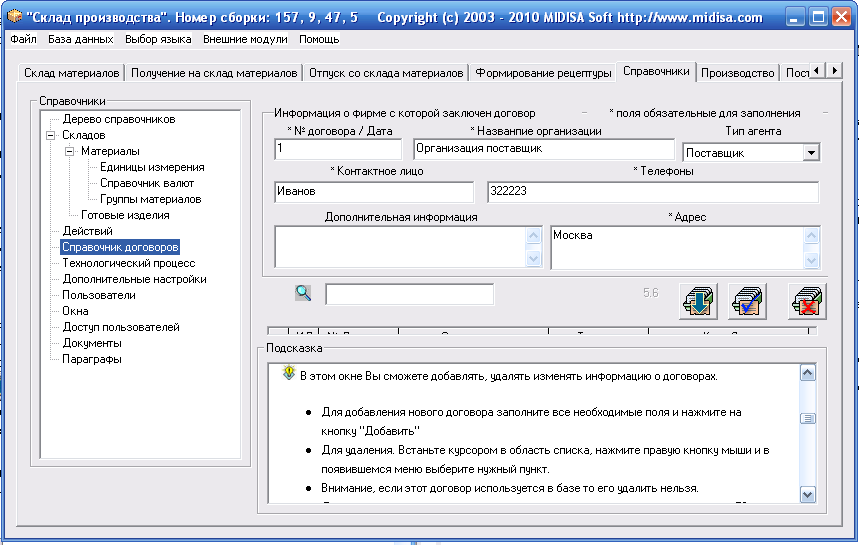 "Склад производства". Номер сборки: 157, 9, 47, 5 Copyright (c) 2003 - 2010 MIDISA Soft http://www.midisa.com
Файл База данных Выбор языка Внешние модули Помощь
Склад материалов Получение на склад материалов Отпуск со склада материалов Формирование рецептуры Справочники Производство Пост
Справочники
Дерево справочников
Складов
Материалы
Единицы измерения
Справочник валют
Группы материалов
Готовые изделия
Действий
Справочник договоров
Технологический процесс
Дополнительные настройки
Пользователи
Окна
Доступ пользователей
Документы
Параграфы
Информация о фирме с которой заключен договор * поля обязательные для заполнения
* № договора / Дата * Названпие организации Тип агента
1 Организация поставщик Поставщик
* Контактное лицо * Телефоны
Иванов 322223
Дополнительная информация * Адрес
Москва
5.6
Подсказка
В этом окне Вы сможете добавлять, удалять изменять информацию о договорах.
• Для добавления нового договора заполните все необходимые поля и нажмите на
кнопку "Добавить"
• Для удаления. Встаньте курсором в область списка, нажмите правую кнопку мыши и в
появившемся меню выберите нужный пункт.
• Внимание, если этот договор используется в базе то его удалить нельзя.